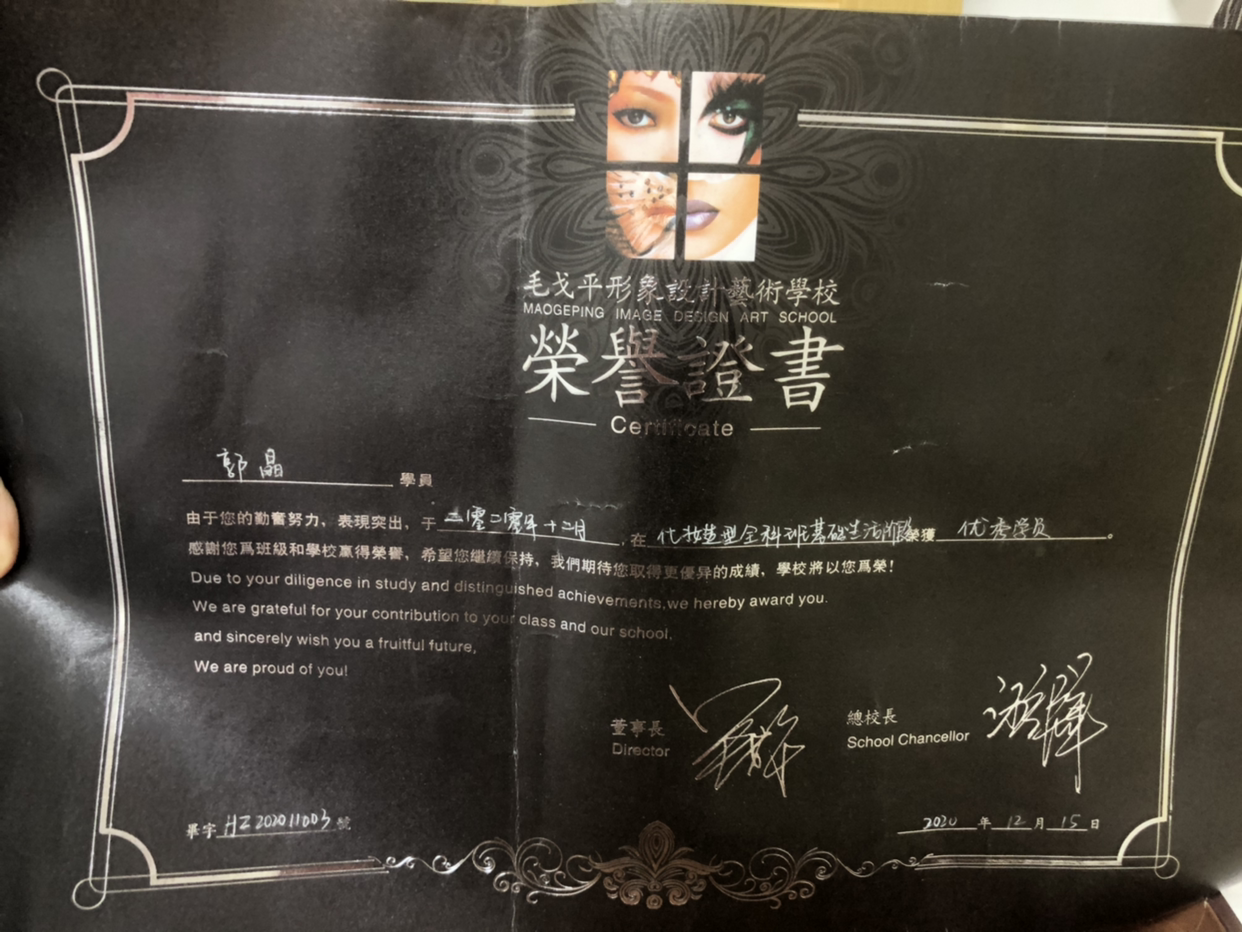 毛戈平形象設計藝術學校
MAOGEPING IMAGE DESIGN ART SCHOOL
榮譽證書
Certificate
郭晶 學員
由于您的勤奮努力，表現突出，于 二零二零年十二月 ，在 化妆造型全科班基础生活 榮獲 优秀学员 。
感謝您爲班級和學校贏得榮譽，希望您繼續保持，我們期待您取得更優异的成績，學校將以您爲榮！
Due to your diligence in study and distinguished achievements,we hereby award you.
We are grateful for your contribution to your class and our school,
and sincerely wish you a fruitful future,
We are proud of you!
董事長
Director
總校長
School Chancellor
畢字 HZ202011003 號
2020 年 12 月 15 日